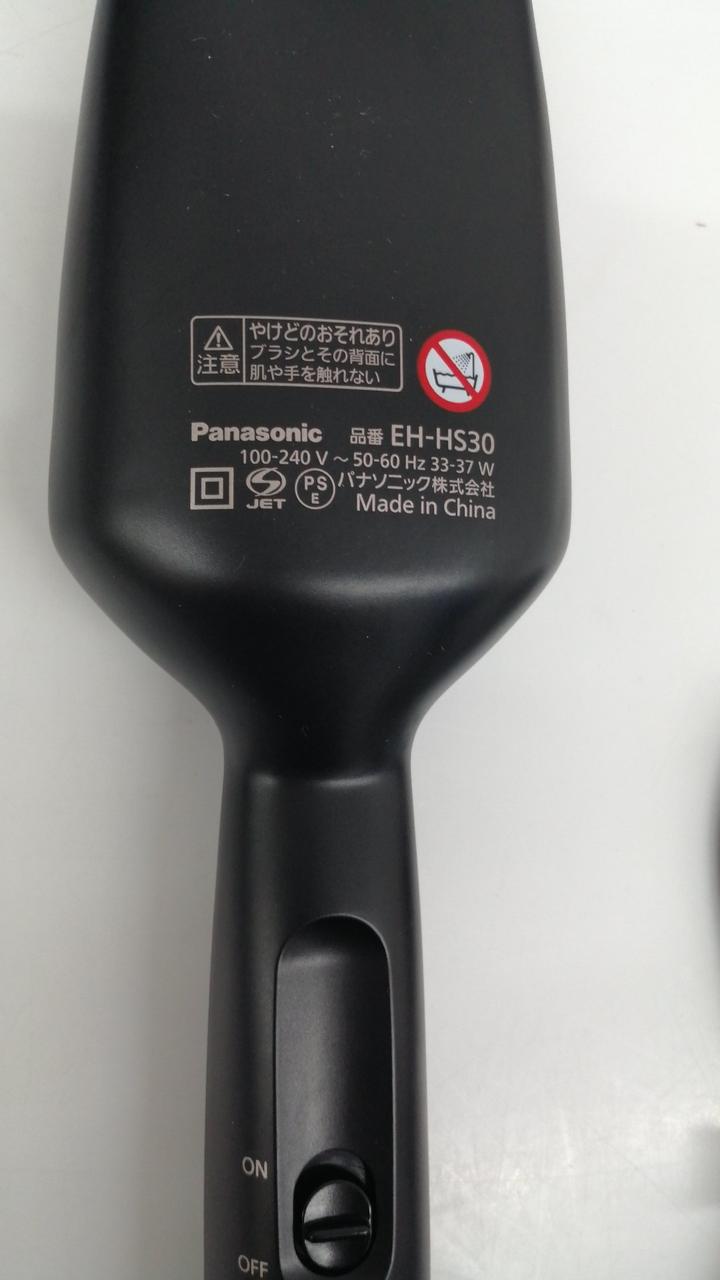 注意
やけどのおそれあり
ブラシとその背面に
肌や手を触れない
Panasonic 品番 EH-HS30
100-240 V ～ 50-60 Hz 33-37 W
JET PS E パナソニック株式会社
Made in China
ON
OFF